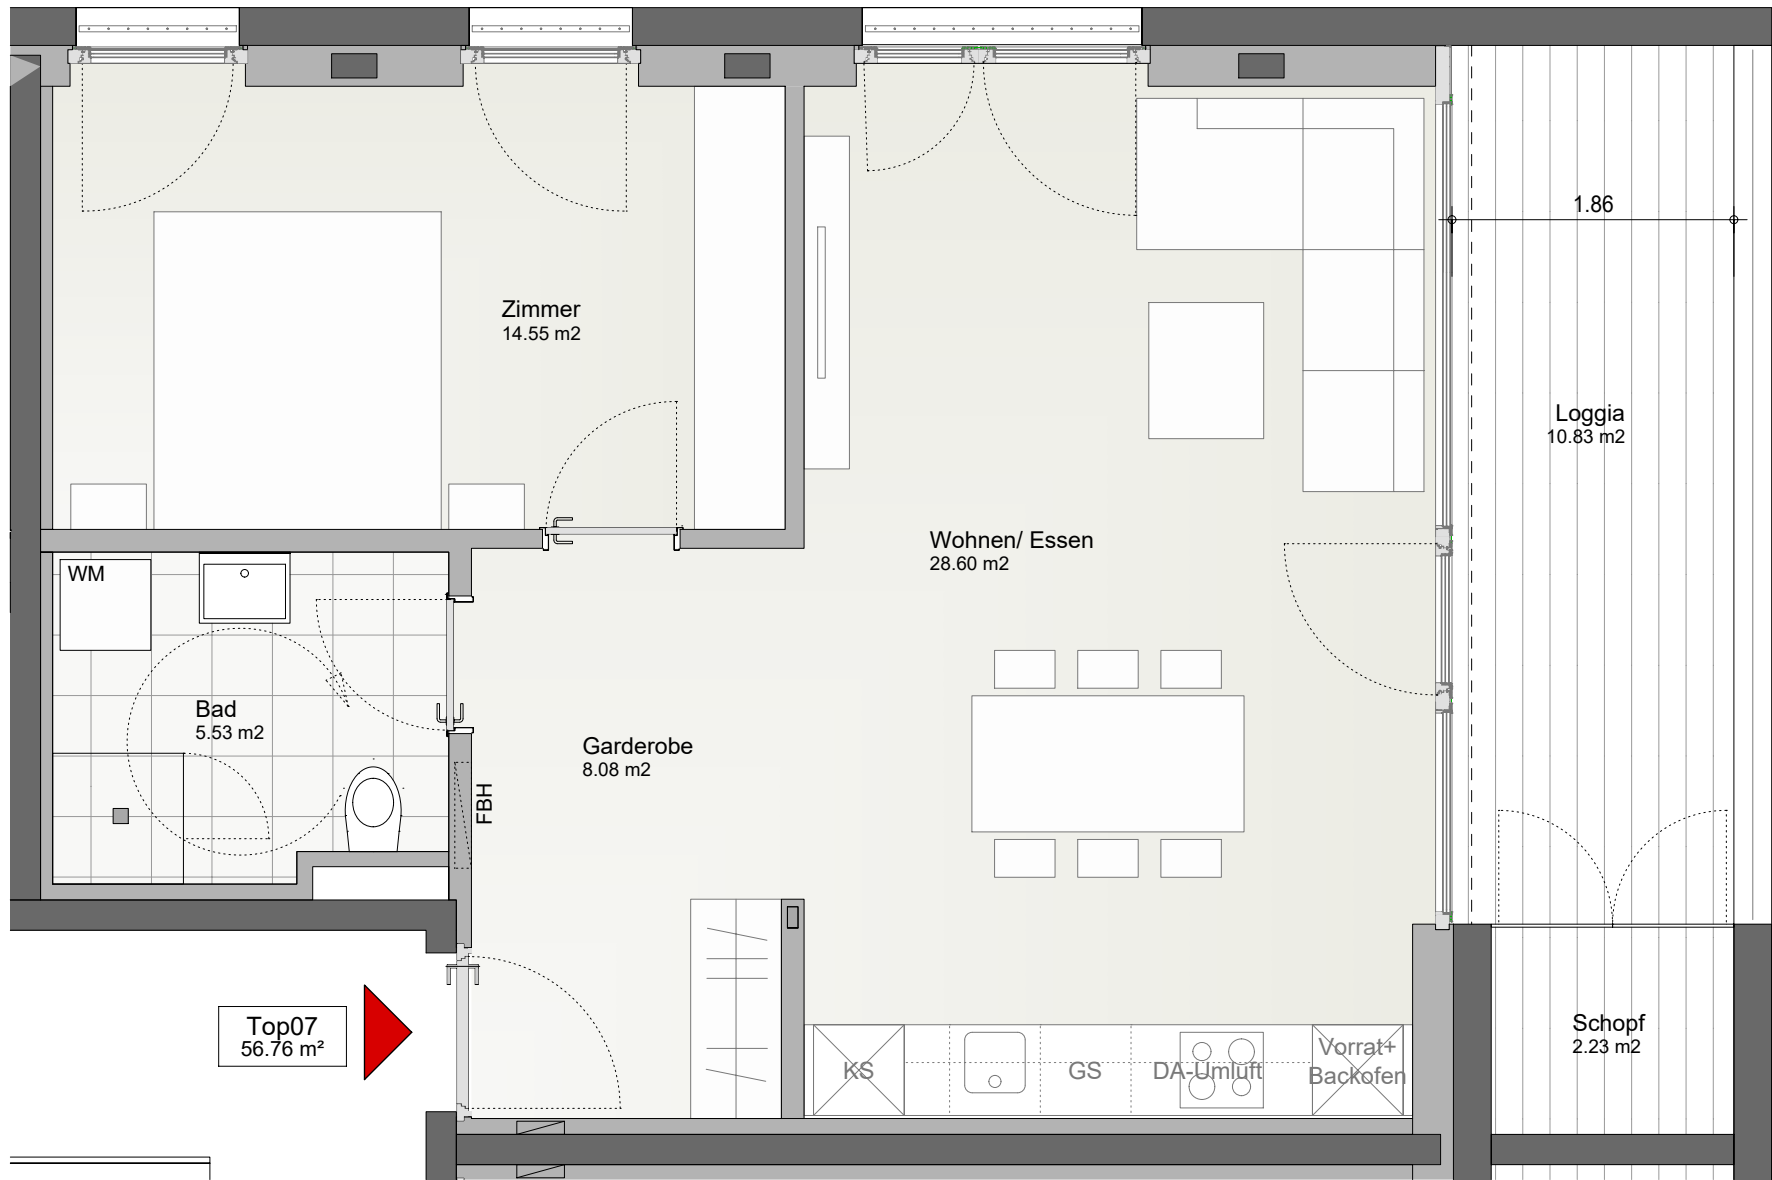 1.86
Zimmer
14.55 m2
Loggia
10.83 m2
Wohnen/ Essen
28.60 m2
WM
Bad
5.53 m2
Garderobe
8.08 m2
FBH
Top07
56.76 m²
KS
GS
DA-Umluft
Vorrat+
Backofen
Schopf
2.23 m2